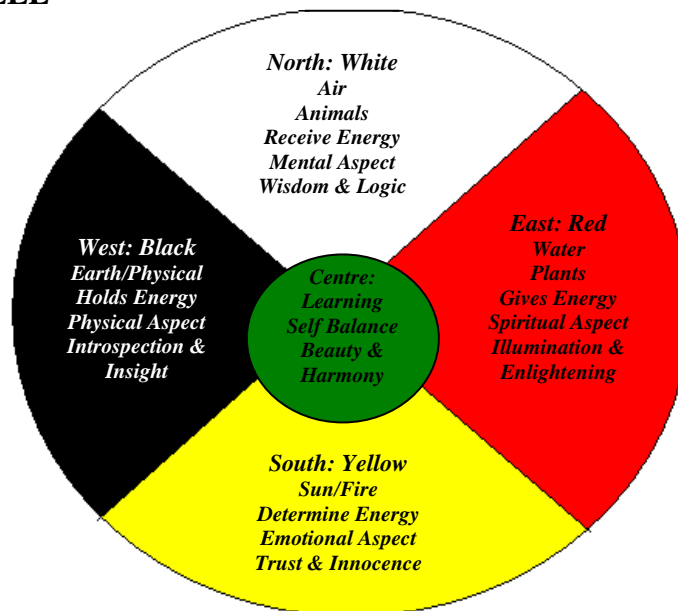 North: White
Air
Animals
Receive Energy
Mental Aspect
Wisdom & Logic
West: Black
Earth/Physical
Holds Energy
Physical Aspect
Introspection &
Insight
Centre:
Learning
Self Balance
Beauty &
Harmony
East: Red
Water
Plants
Gives Energy
Spiritual Aspect
Illumination &
Enlightening
South: Yellow
Sun/Fire
Determine Energy
Emotional Aspect
Trust & Innocence